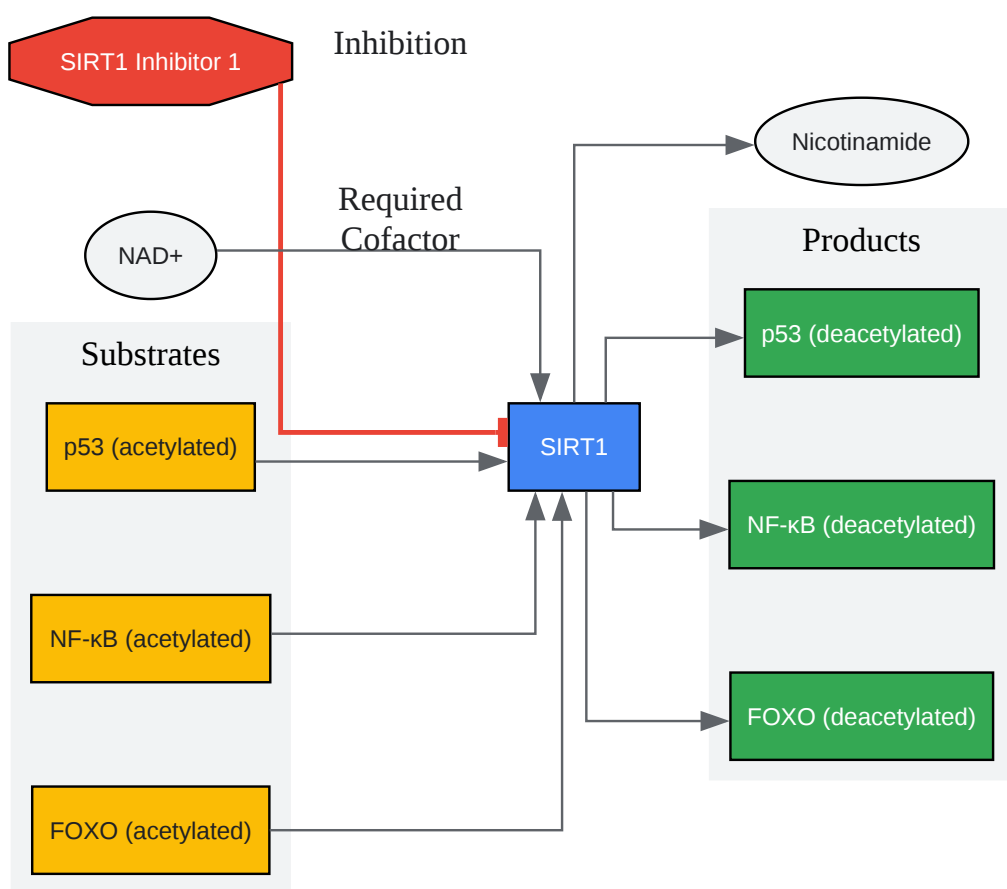 SIRT1 Inhibitor 1
Inhibition
Nicotinamide
Required
Cofactor
NAD+
Products
p53 (deacetylated)
Substrates
p53 (acetylated)
SIRT1
NF-κB (deacetylated)
NF-κB (acetylated)
FOXO (deacetylated)
FOXO (acetylated)